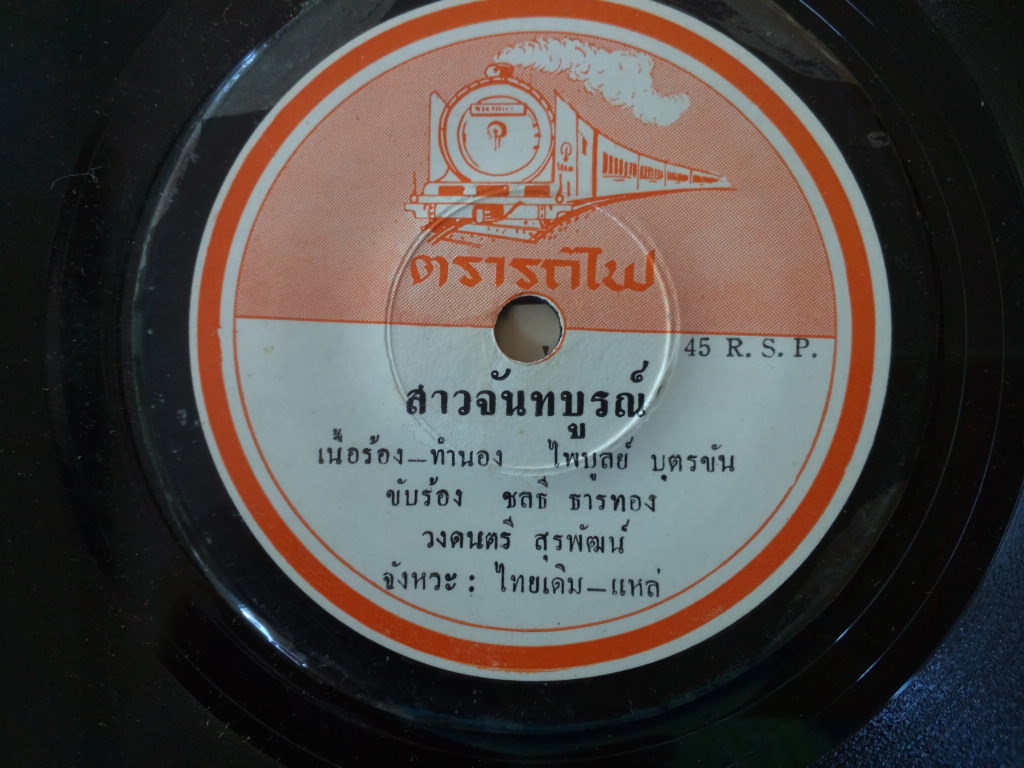 ตรารถไฟ
45 R. S. P.
สาวจันทบูรณ์
เนื้อร้อง—ทำนอง ไพบูลย์ บุตรขัน
ขับร้อง ชลธี ธารทอง
วงดนตรี สุรพัฒน์
จังหวะ : ไทยเดิม—แหล่